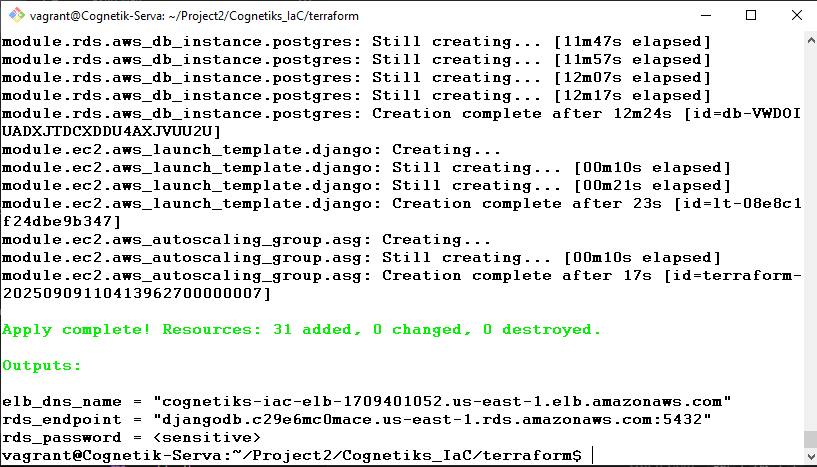 vagrant@Cognetik-Serva: ~/Project2/Cognetiks_IaC/terraform
module.rds.aws_db_instance.postgres: Still creating... [11m47s elapsed]
module.rds.aws_db_instance.postgres: Still creating... [11m57s elapsed]
module.rds.aws_db_instance.postgres: Still creating... [12m07s elapsed]
module.rds.aws_db_instance.postgres: Still creating... [12m17s elapsed]
module.rds.aws_db_instance.postgres: Creation complete after 12m24s [id=db-VWDOI
UADXJTDCXDDU4AXJVUU2U]
module.ec2.aws_launch_template.django: Creating...
module.ec2.aws_launch_template.django: Still creating... [00m10s elapsed]
module.ec2.aws_launch_template.django: Still creating... [00m21s elapsed]
module.ec2.aws_launch_template.django: Creation complete after 23s [id=lt-08e8c1
f24dbe9b347]
module.ec2.aws_autoscaling_group.asg: Creating...
module.ec2.aws_autoscaling_group.asg: Still creating... [00m10s elapsed]
module.ec2.aws_autoscaling_group.asg: Creation complete after 17s [id=terraform-
20250909110413962700000007]
Apply complete! Resources: 31 added, 0 changed, 0 destroyed.
Outputs:
elb_dns_name = "cognetiks-iac-elb-1709401052.us-east-1.elb.amazonaws.com"
rds_endpoint = "djangodb.c29e6mc0mace.us-east-1.rds.amazonaws.com:5432"
rds_password = <sensitive>
vagrant@Cognetik-Serva:~/Project2/Cognetiks_IaC/terraform$